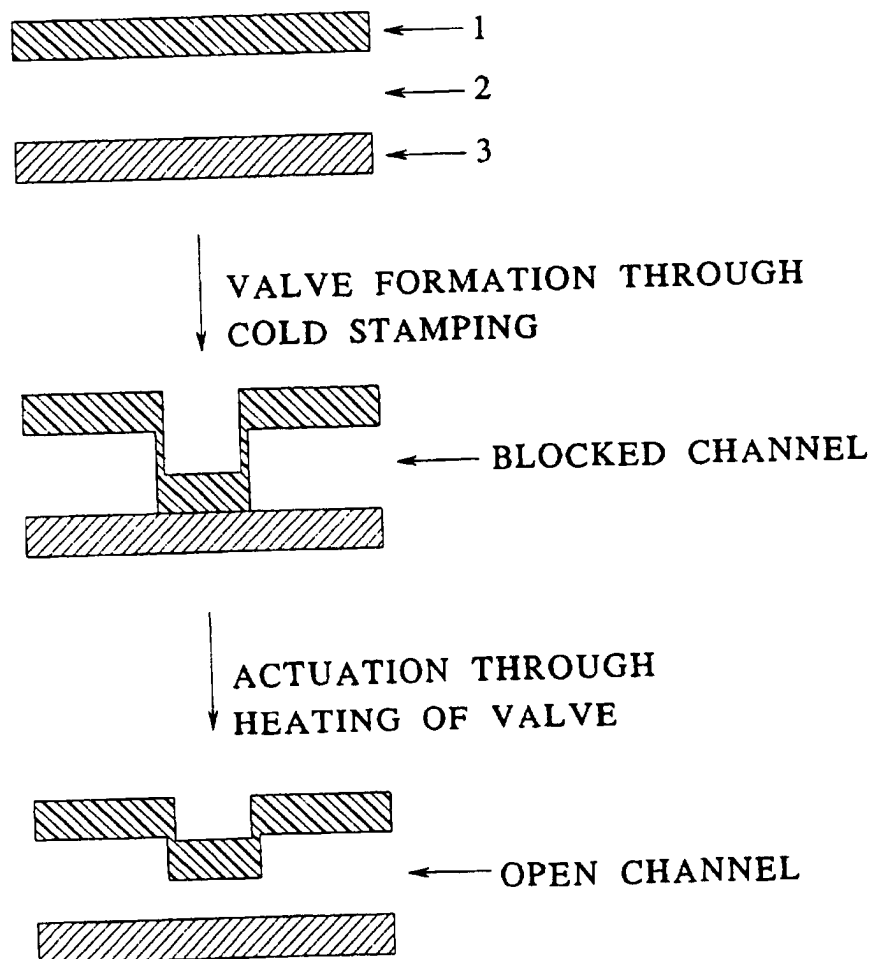 1
2
3
VALVE FORMATION THROUGH
COLD STAMPING
BLOCKED CHANNEL
ACTUATION THROUGH
HEATING OF VALVE
OPEN CHANNEL